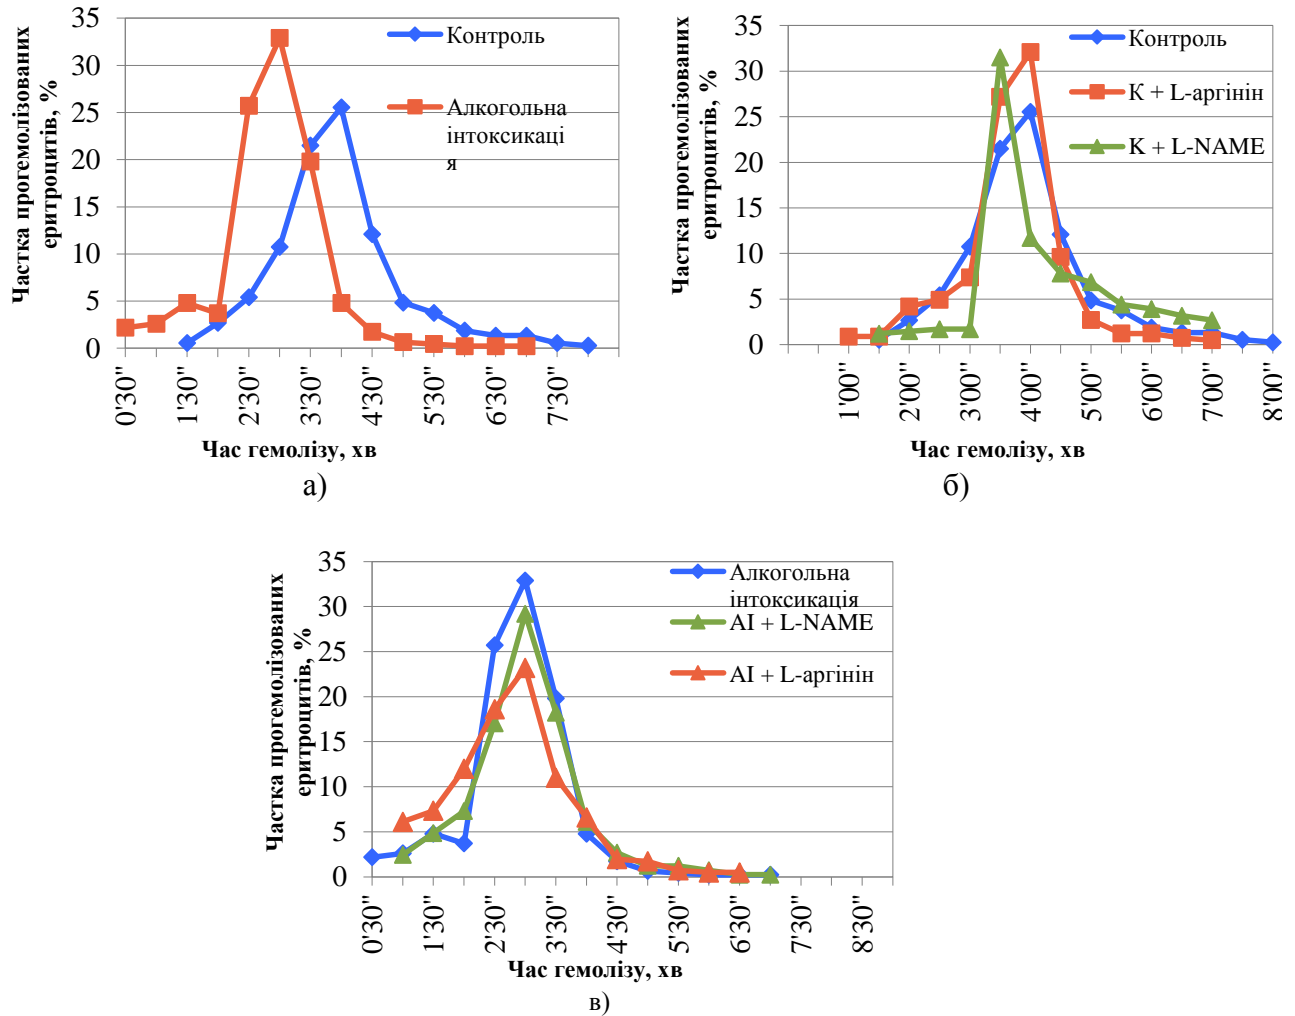 Частка прогемолізованих
еритроцитів, %
35
30
25
20
15
10
5
0
Контроль
Алкогольна
інтоксикаці
я
0'30"
1'30"
2'30"
3'30"
4'30"
5'30"
6'30"
7'30"
Час гемолізу, хв
а)
Частка прогемолізованих
еритроцитів, %
35
30
25
20
15
10
5
0
Контроль
К + L-аргінін
К + L-NAME
1'00"
2'00"
3'00"
4'00"
5'00"
6'00"
7'00"
8'00"
Час гемолізу, хв
б)
Частка прогемолізованих
еритроцитів, %
35
30
25
20
15
10
5
0
Алкогольна
інтоксикація
АІ + L-NAME
АІ + L-аргінін
0'30"
1'30"
2'30"
3'30"
4'30"
5'30"
6'30"
7'30"
8'30"
Час гемолізу, хв
в)